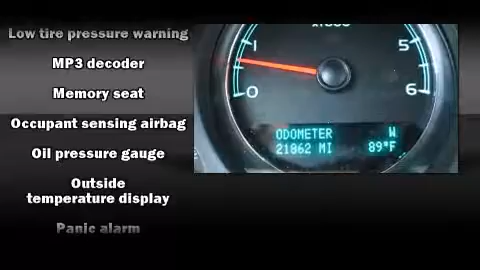 Low tire pressure warning
MP3 decoder
Memory seat
Occupant sensing airbag
Oil pressure gauge
Outside
temperature display
Panic alarm
1
5
0
6
ODOMETER W
21862 MI 89°F